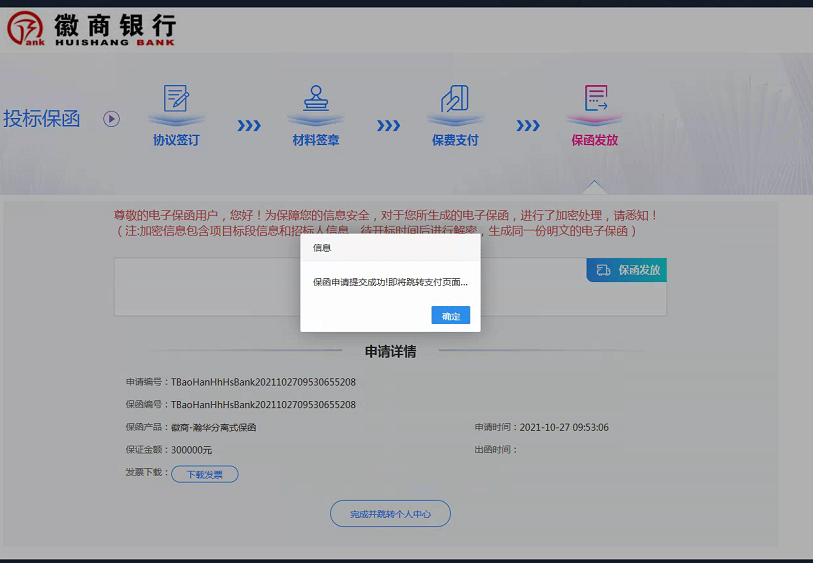 徽商银行
Bank HUISHANG BANK
投标保函
协议签订
材料签章
保费支付
保函发放
尊敬的电子保函用户，您好！为保障您的信息安全，对于您所生成的电子保函，进行了加密处理，请悉知！
（注:加密信息包含项目标段信息和招标人信息，待开标时间后进行解密，生成同一份明文的电子保函）
信息
保函申请提交成功!即将跳转支付页面...
确定
保函发放
申请详情
申请编号：TBaoHanHhHsBank2021102709530655208
保函编号：TBaoHanHhHsBank2021102709530655208
保函产品：徽商-瀚华分离式保函
申请时间：2021-10-27 09:53:06
保证金额：300000元
出函时间：
发票下载：
下载发票
完成并跳转个人中心